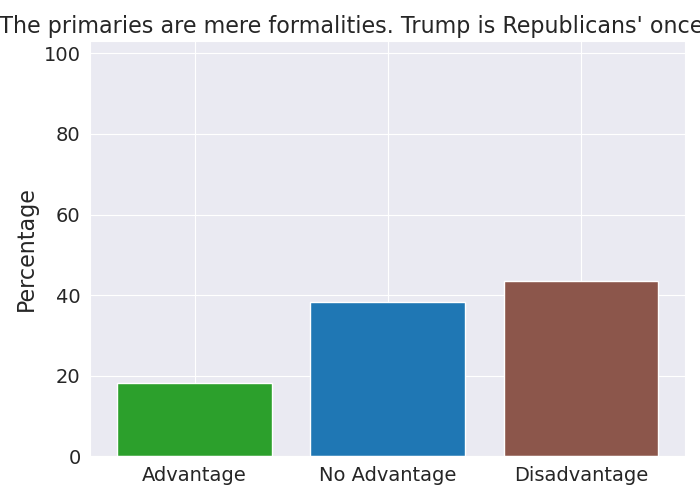 The primaries are mere formalities. Trump is Republicans' once
100
80
60
40
20
0
Percentage
Advantage
No Advantage
Disadvantage